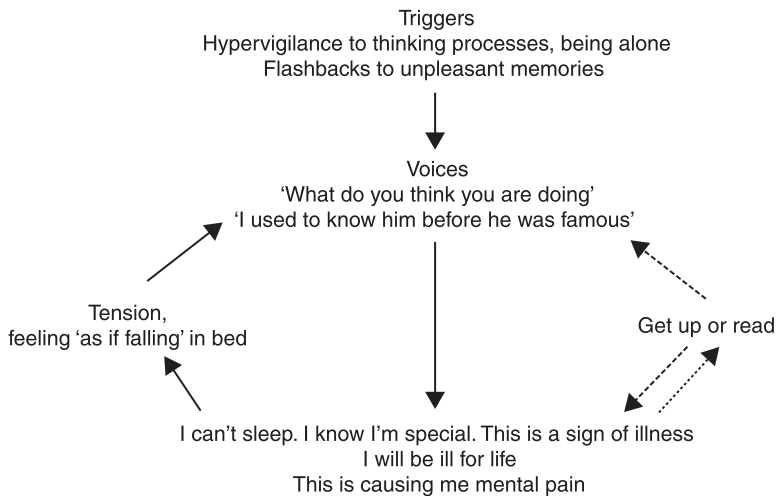 Triggers
Hypervigilance to thinking processes, being alone
Flashbacks to unpleasant memories
Voices
‘What do you think you are doing’
‘I used to know him before he was famous’
Tension,
feeling ‘as if falling’ in bed
Get up or read
I can’t sleep. I know I’m special. This is a sign of illness
I will be ill for life
This is causing me mental pain